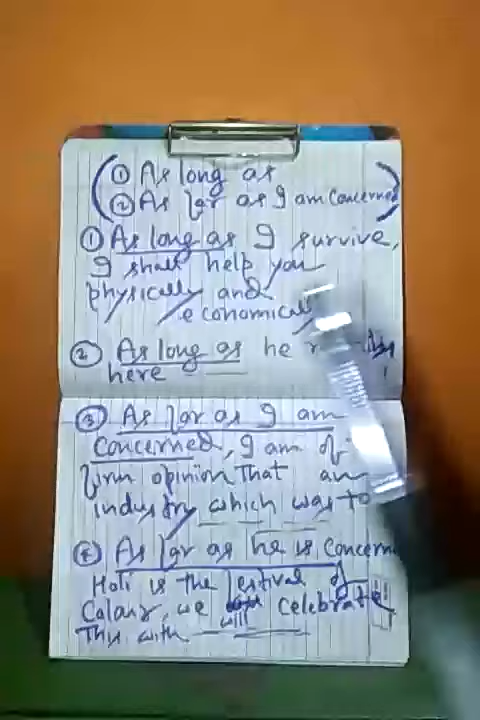 ① As long as
② As far as I am Concerned
① As long as I survive,
I shall help you
physically and
economically
② As long as he
here
③ As far as I am
Concerned, I am of
firm opinion that an
industry which was to
④ As far as he is Concern
Holi is the festival of
Colour, we will Celebrate
This with